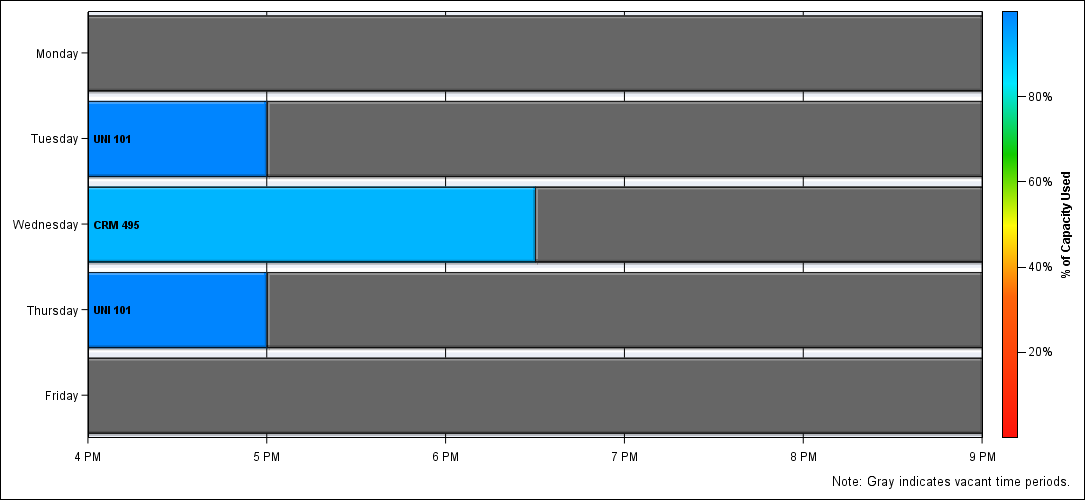 Monday
Tuesday
UNI 101
Wednesday
CRM 495
Thursday
UNI 101
Friday
4 PM 5 PM 6 PM 7 PM 8 PM 9 PM
80%
60%
40%
20%
% of Capacity Used
Note: Gray indicates vacant time periods.